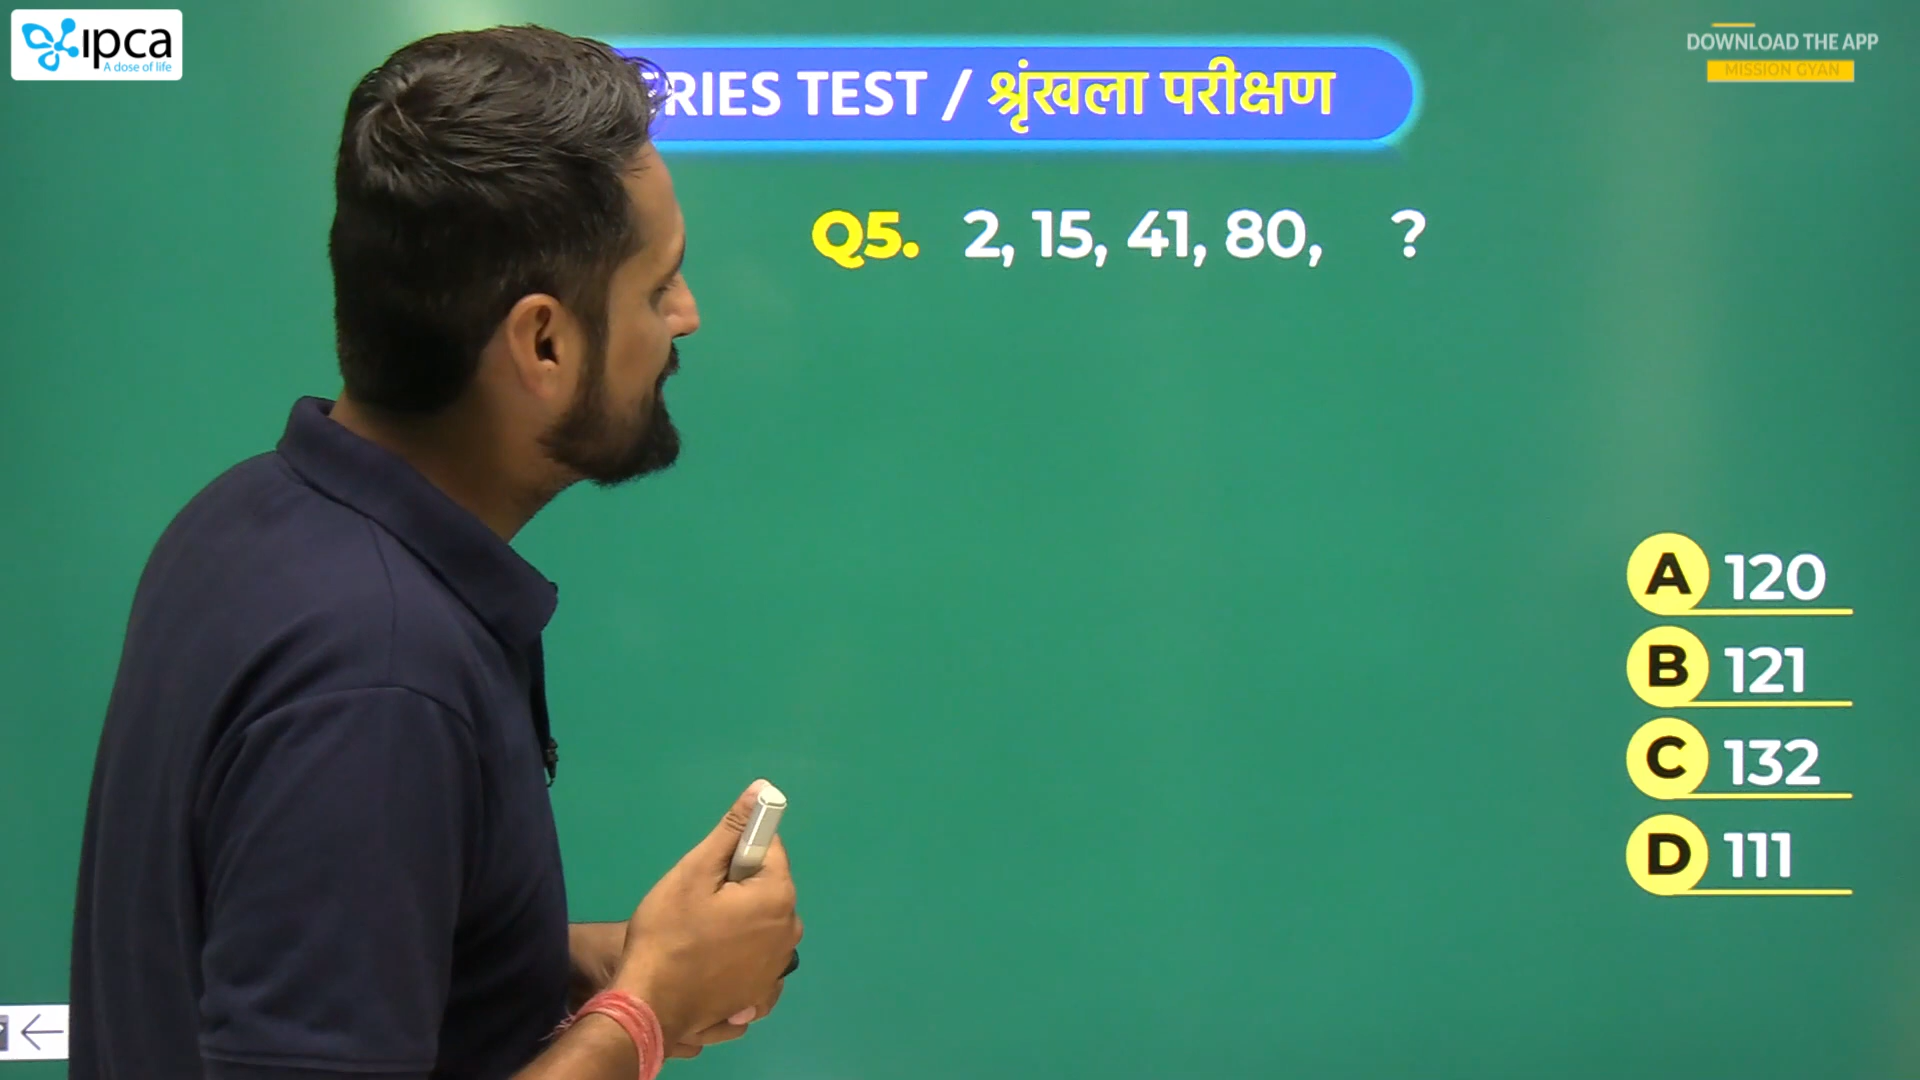 ipca
A dose of life
DOWNLOAD THE APP
MISSION GYAN
RIES TEST / श्रृंखला परीक्षण
Q5. 2, 15, 41, 80, ?
A 120
B 121
C 132
D 111